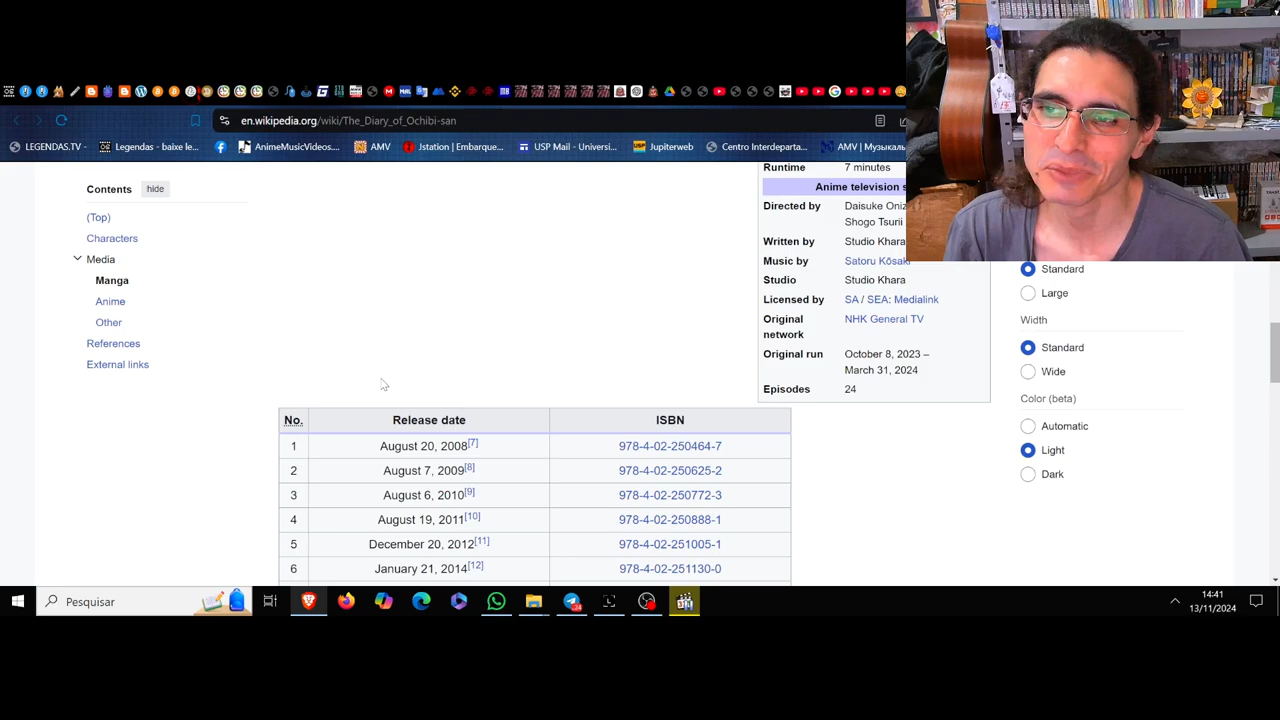 en.wikipedia.org/wiki/The_Diary_of_Ochibi-san
LEGENDAS.TV - Legendas - baixe le... AnimeMusicVideos.... AMV Jstation | Embarque... USP Mail - Universi... Jupiterweb Centro Interdeparta... AMV | Музыкаль
Contents hide
(Top)
Characters
Media
Manga
Anime
Other
References
External links
Runtime 7 minutes
Anime television s
Directed by Daisuke Oniz
Shogo Tsurii
Written by Studio Khara
Music by Satoru Kōsaki
Studio Studio Khara
Licensed by SA / SEA: Medialink
Original network NHK General TV
Original run October 8, 2023 –
March 31, 2024
Episodes 24
No. Release date ISBN
1 August 20, 2008[7] 978-4-02-250464-7
2 August 7, 2009[8] 978-4-02-250625-2
3 August 6, 2010[9] 978-4-02-250772-3
4 August 19, 2011[10] 978-4-02-250888-1
5 December 20, 2012[11] 978-4-02-251005-1
6 January 21, 2014[12] 978-4-02-251130-0
Standard
Large
Width
Standard
Wide
Color (beta)
Automatic
Light
Dark
Pesquisar
14:41
13/11/2024